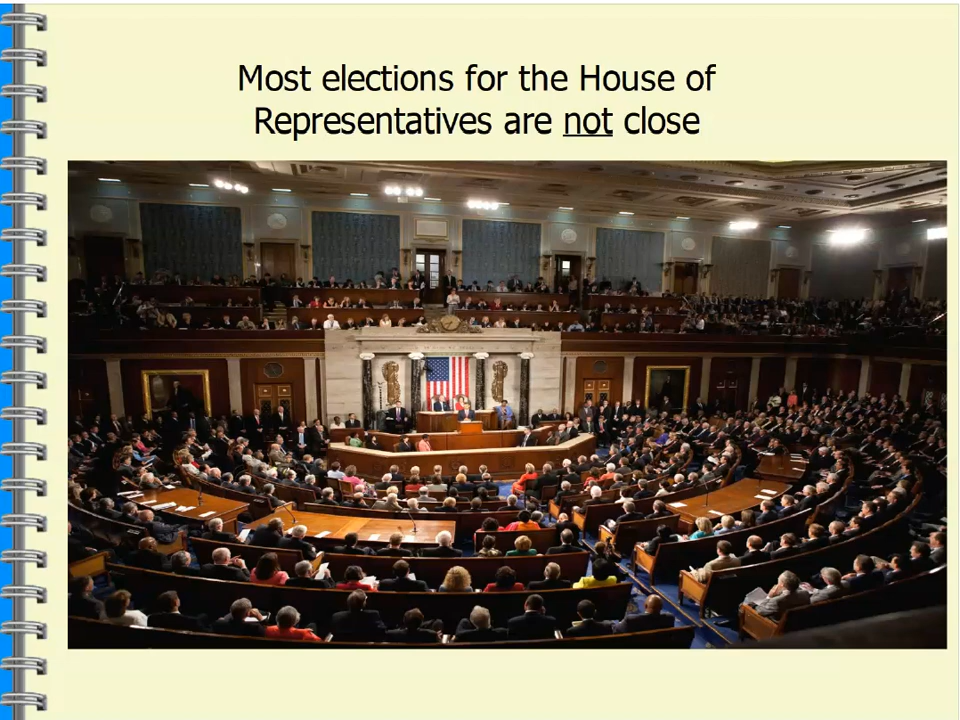 Most elections for the House of
Representatives are not close